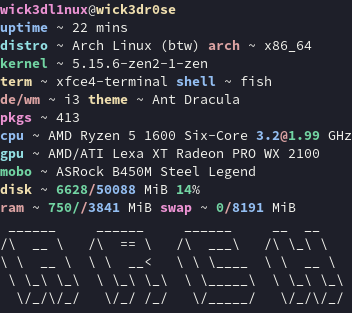 wick3dl1nux@wick3dr0se
uptime ~ 22 mins
distro ~ Arch Linux (btw) arch ~ x86_64
kernel ~ 5.15.6-zen2-1-zen
term ~ xfce4-terminal shell ~ fish
de/wm ~ i3 theme ~ Ant Dracula
pkgs ~ 413
cpu ~ AMD Ryzen 5 1600 Six-Core 3.2@1.99 GHz
gpu ~ AMD/ATI Lexa XT Radeon PRO WX 2100
mobo ~ ASRock B450M Steel Legend
disk ~ 6628/50088 MiB 14%
ram ~ 750//3841 MiB swap ~ 0/8191 MiB
ARCH